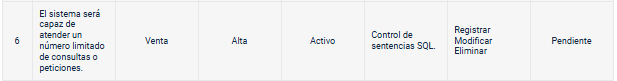 6
El sistema será
capaz de
atender un
número limitado
de consultas o
peticiones.
Venta
Alta
Activo
Control de
sentencias SQL.
Registrar
Modificar
Eliminar
Pendiente